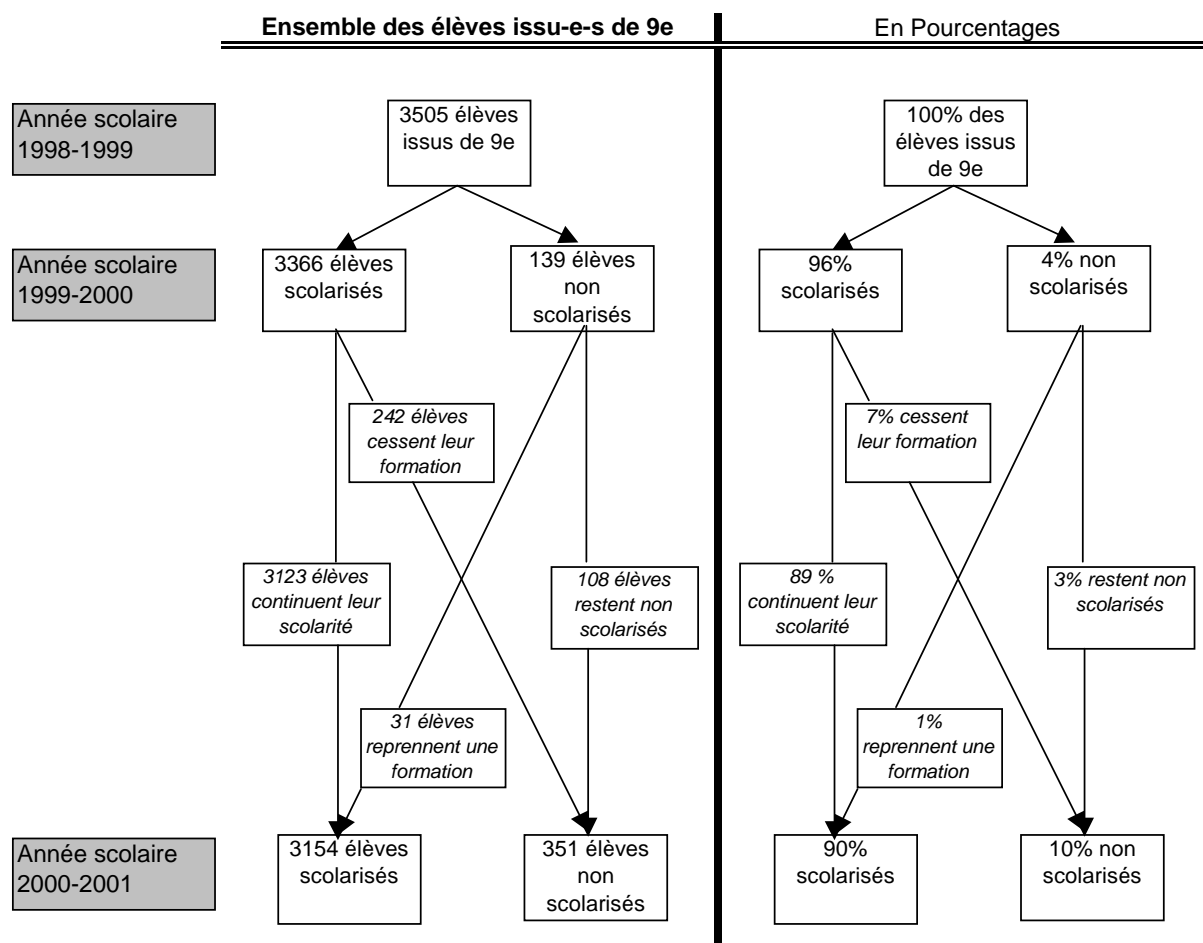 Ensemble des élèves issu-e-s de 9e
En Pourcentages
Année scolaire
1998-1999
3505 élèves
issus de 9e
100% des
élèves issus
de 9e
Année scolaire
1999-2000
3366 élèves
scolarisés
139 élèves
non
scolarisés
96%
scolarisés
4% non
scolarisés
242 élèves
cessent leur
formation
7% cessent
leur formation
3123 élèves
continuent leur
scolarité
108 élèves
restent non
scolarisés
89 %
continuent leur
scolarité
3% restent non
scolarisés
31 élèves
reprennent une
formation
1%
reprennent une
formation
Année scolaire
2000-2001
3154 élèves
scolarisés
351 élèves
non
scolarisés
90%
scolarisés
10% non
scolarisés